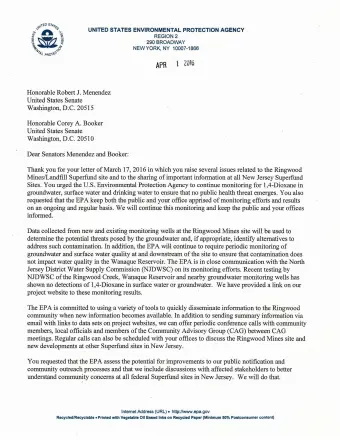 UNITED STATES ENVIRONMENTAL PROTECTION AGENCY
REGION 2
290 BROADWAY
NEW YORK, NY 10007-1866
APR 1 2016
Honorable Robert J. Menendez
United States Senate
Washington, D.C. 20515
Honorable Corey A. Booker
United States Senate
Washington, D.C. 20510
Dear Senators Menendez and Booker:
Thank you for your letter of March 17, 2016 in which you raise several issues related to the Ringwood
Mines/Landfill Superfund site and to the sharing of important information at all New Jersey Superfund
Sites. You urged the U.S. Environmental Protection Agency to continue monitoring for 1,4-Dioxane in
groundwater, surface water and drinking water to ensure that no public health threat emerges. You also
requested that the EPA keep both the public and your office apprised of monitoring efforts and results
on an ongoing and regular basis. We will continue this monitoring and keep the public and your offices
informed.
Data collected from new and existing monitoring wells at the Ringwood Mines site will be used to
determine the potential threats posed by the groundwater and, if appropriate, identify alternatives to
address such contamination. In addition, the EPA will continue to require periodic monitoring of
groundwater and surface water quality at and downstream of the site to ensure that contamination does
not impact water quality in the Wanaque Reservoir. The EPA is in close communication with the North
Jersey District Water Supply Commission (NJDWSC) on its monitoring efforts. Recent testing by
NJDWSC of the Ringwood Creek, Wanaque Reservoir and nearby groundwater monitoring wells has
shown no detections of 1,4-Dioxane in surface water or groundwater. We have provided a link on our
project website to these monitoring results.
The EPA is committed to using a variety of tools to quickly disseminate information to the Ringwood
community when new information becomes available. In addition to sending summary information via
email with links to data sets on project websites, we can offer periodic conference calls with community
members, local officials and members of the Community Advisory Group (CAG) between CAG
meetings. Regular calls can also be scheduled with your offices to discuss the Ringwood Mines site and
new developments at other Superfund sites in New Jersey.
You requested that the EPA assess the potential for improvements to our public notification and
community outreach processes and that we include discussions with affected stakeholders to better
understand community concerns at all federal Superfund sites in New Jersey. We will do that.
Internet Address (URL) • http://www.epa.gov
Recycled/Recyclable • Printed with Vegetable Oil Based Inks on Recycled Paper (Minimum 50% Postconsumer content)